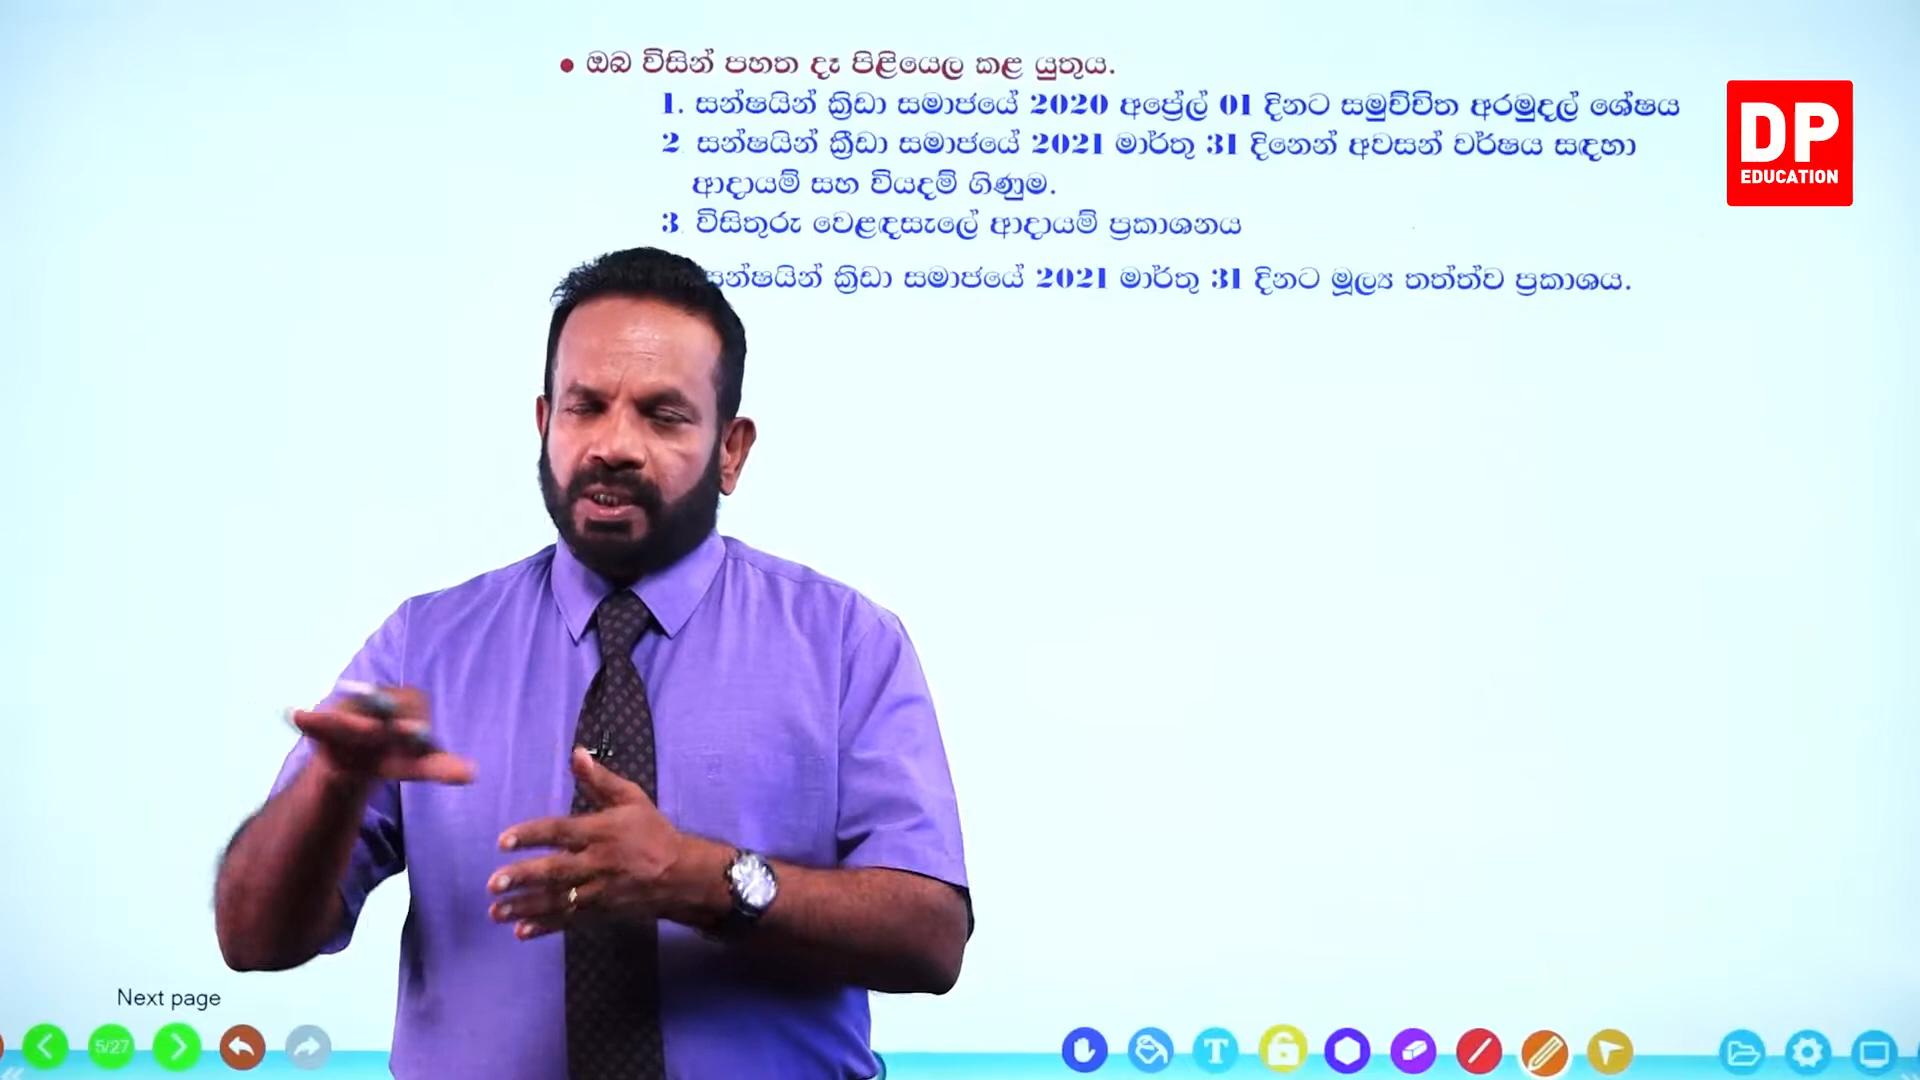 • ඔබ විසින් පහත දෑ පිළියෙල කළ යුතුය.
1. සන්ෂයින් ක්‍රිඩා සමාජයේ 2020 අප්‍රේල් 01 දිනට සමුච්චිත අරමුදල් ශේෂය
2. සන්ෂයින් ක්‍රීඩා සමාජයේ 2021 මාර්තු 31 දිනෙන් අවසන් වර්ෂය සඳහා
ආදායම් සහ වියදම් ගිණුම.
3. විසිතුරු වෙළඳසැලේ ආදායම් ප්‍රකාශනය
සන්ෂයින් ක්‍රිඩා සමාජයේ 2021 මාර්තු 31 දිනට මූල්‍ය තත්ත්ව ප්‍රකාශය.
DP
EDUCATION
Next page
5/27
T